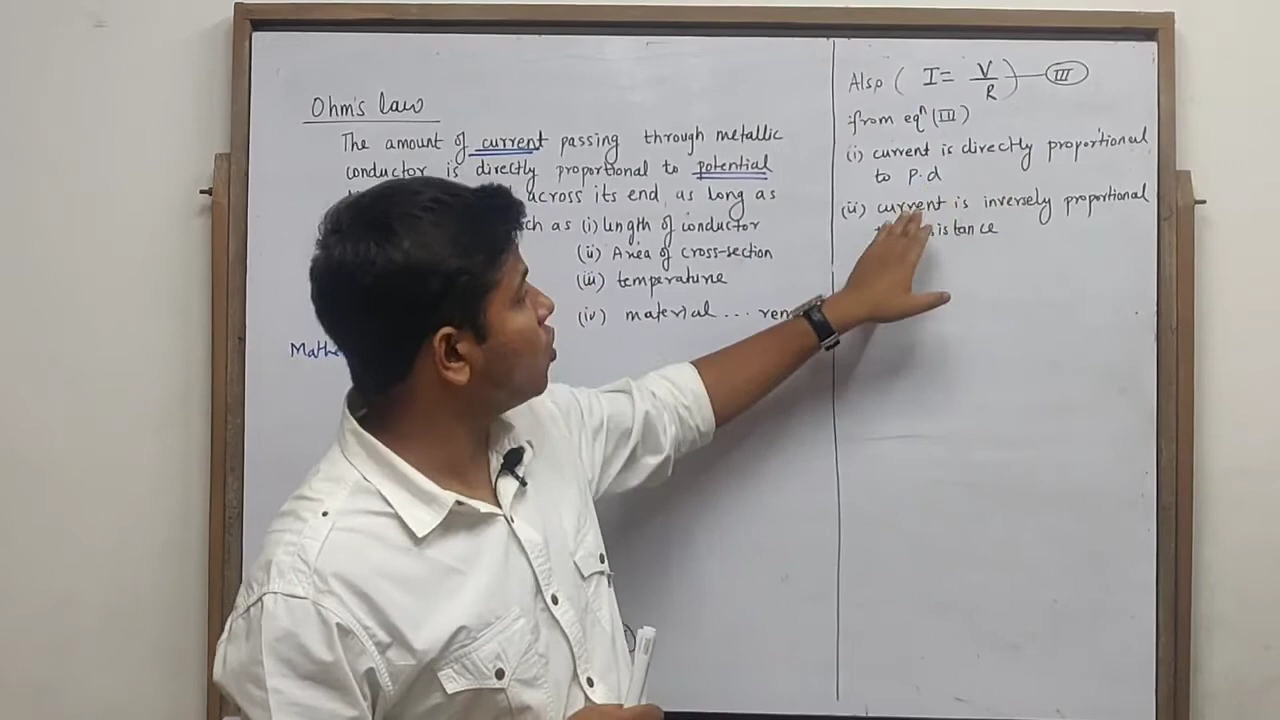 Ohm's law
The amount of current passing through metallic
conductor is directly proportional to potential
across its end, as long as
ch as (i) length of conductor
(ii) Area of cross-section
(iii) temperature
(iv) material ... rem
Mathe
Also ( I = V/R ) — III
from eqⁿ (III)
(i) current is directly proportional
to p.d
(ii) current is inversely proportional
istance